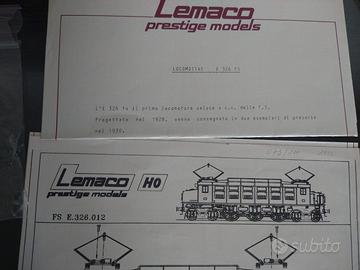 Lemaco
prestige models
LOCOMOTIVE E 326 FS
L'E 326 fu il primo locomotore veloce a c.c. delle F.S.
Progettato nel 1928, venne consegnato in due esemplari di preserie
nel 1930.
Lemaco
prestige models
HO
FS E.326.012
subito